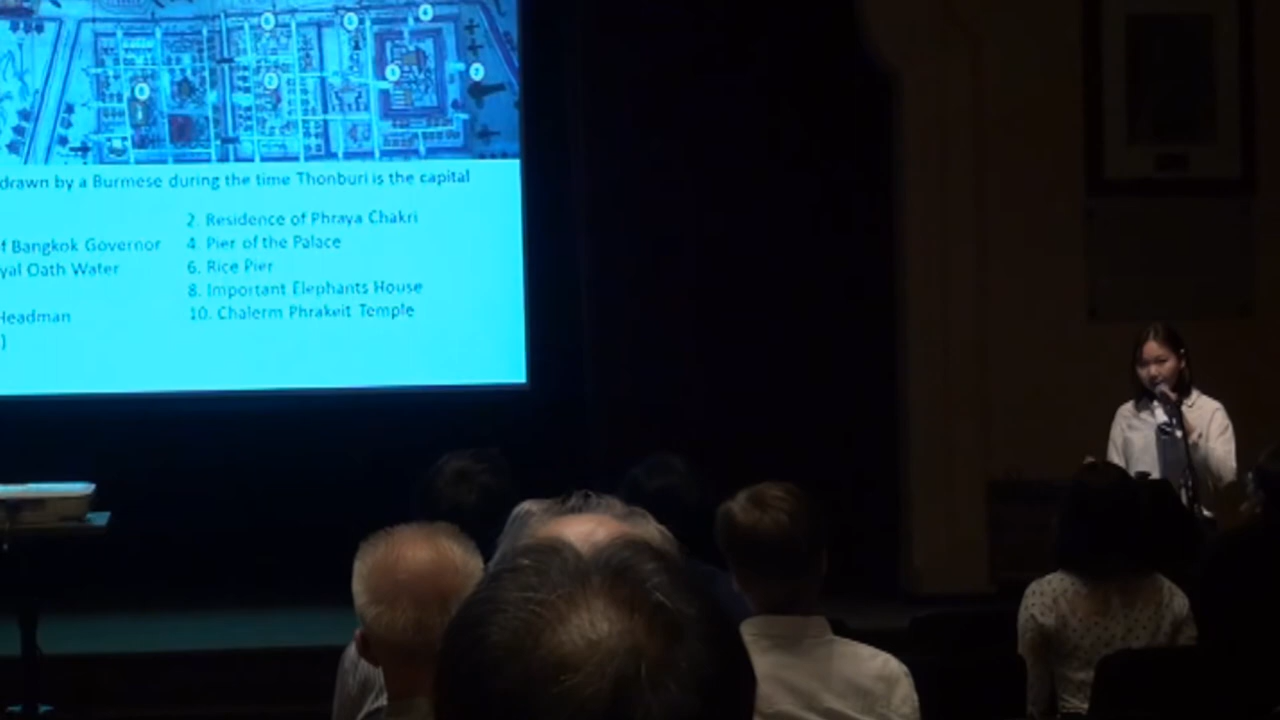 drawn by a Burmese during the time Thonburi is the capital
2. Residence of Phraya Chakri
f Bangkok Governor
4. Pier of the Palace
yal Oath Water
6. Rice Pier
8. Important Elephants House
Headman
10. Chalerm Phrakeit Temple
)